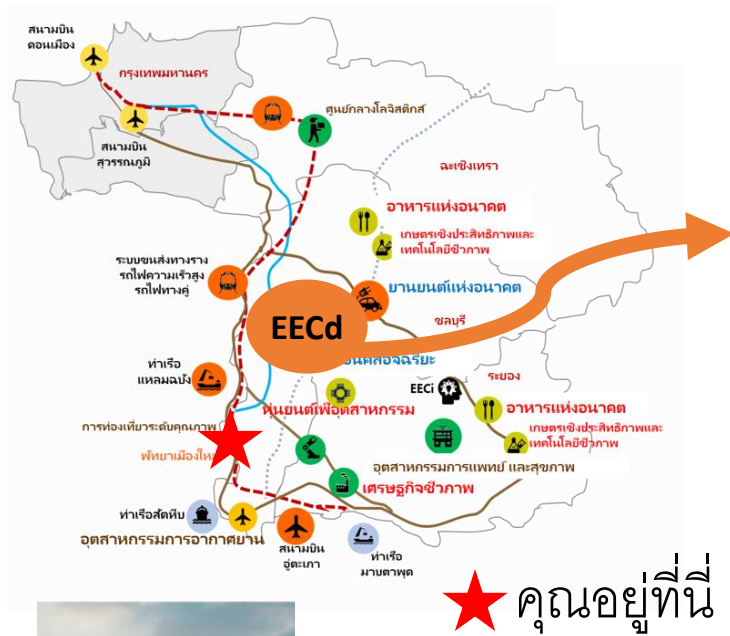 สนามบิน
ดอนเมือง
กรุงเทพมหานคร
ศูนย์กลางโลจิสติกส์
สนามบิน
สุวรรณภูมิ
ฉะเชิงเทรา
อาหารแห่งอนาคต
เกษตรเชิงประสิทธิภาพและ
เทคโนโลยีชีวภาพ
ระบบขนส่งทางราง
รถไฟความเร็วสูง
รถไฟทางคู่
ยานยนต์แห่งอนาคต
EECd
ชลบุรี
ท่าเรือ
แหลมฉบัง
EECi
ระยอง
หุ่นยนต์เพื่อุตสาหกรรม
อาหารแห่งอนาคต
การท่องเที่ยวระดับคุณภาพ
เกษตรเชิงประสิทธิภาพและ
เทคโนโลยีชีวภาพ
พัทยาเมืองใหม
อุตสาหกรรมการแพทย์ และสุขภาพ
เศรษฐกิจชีวภาพ
ท่าเรือสัตหีบ
อุตสาหกรรมการอากาศยาน
สนามบิน
อู่ตะเภา
ท่าเรือ
มาบตาพุด
คุณอยู่ที่นี่